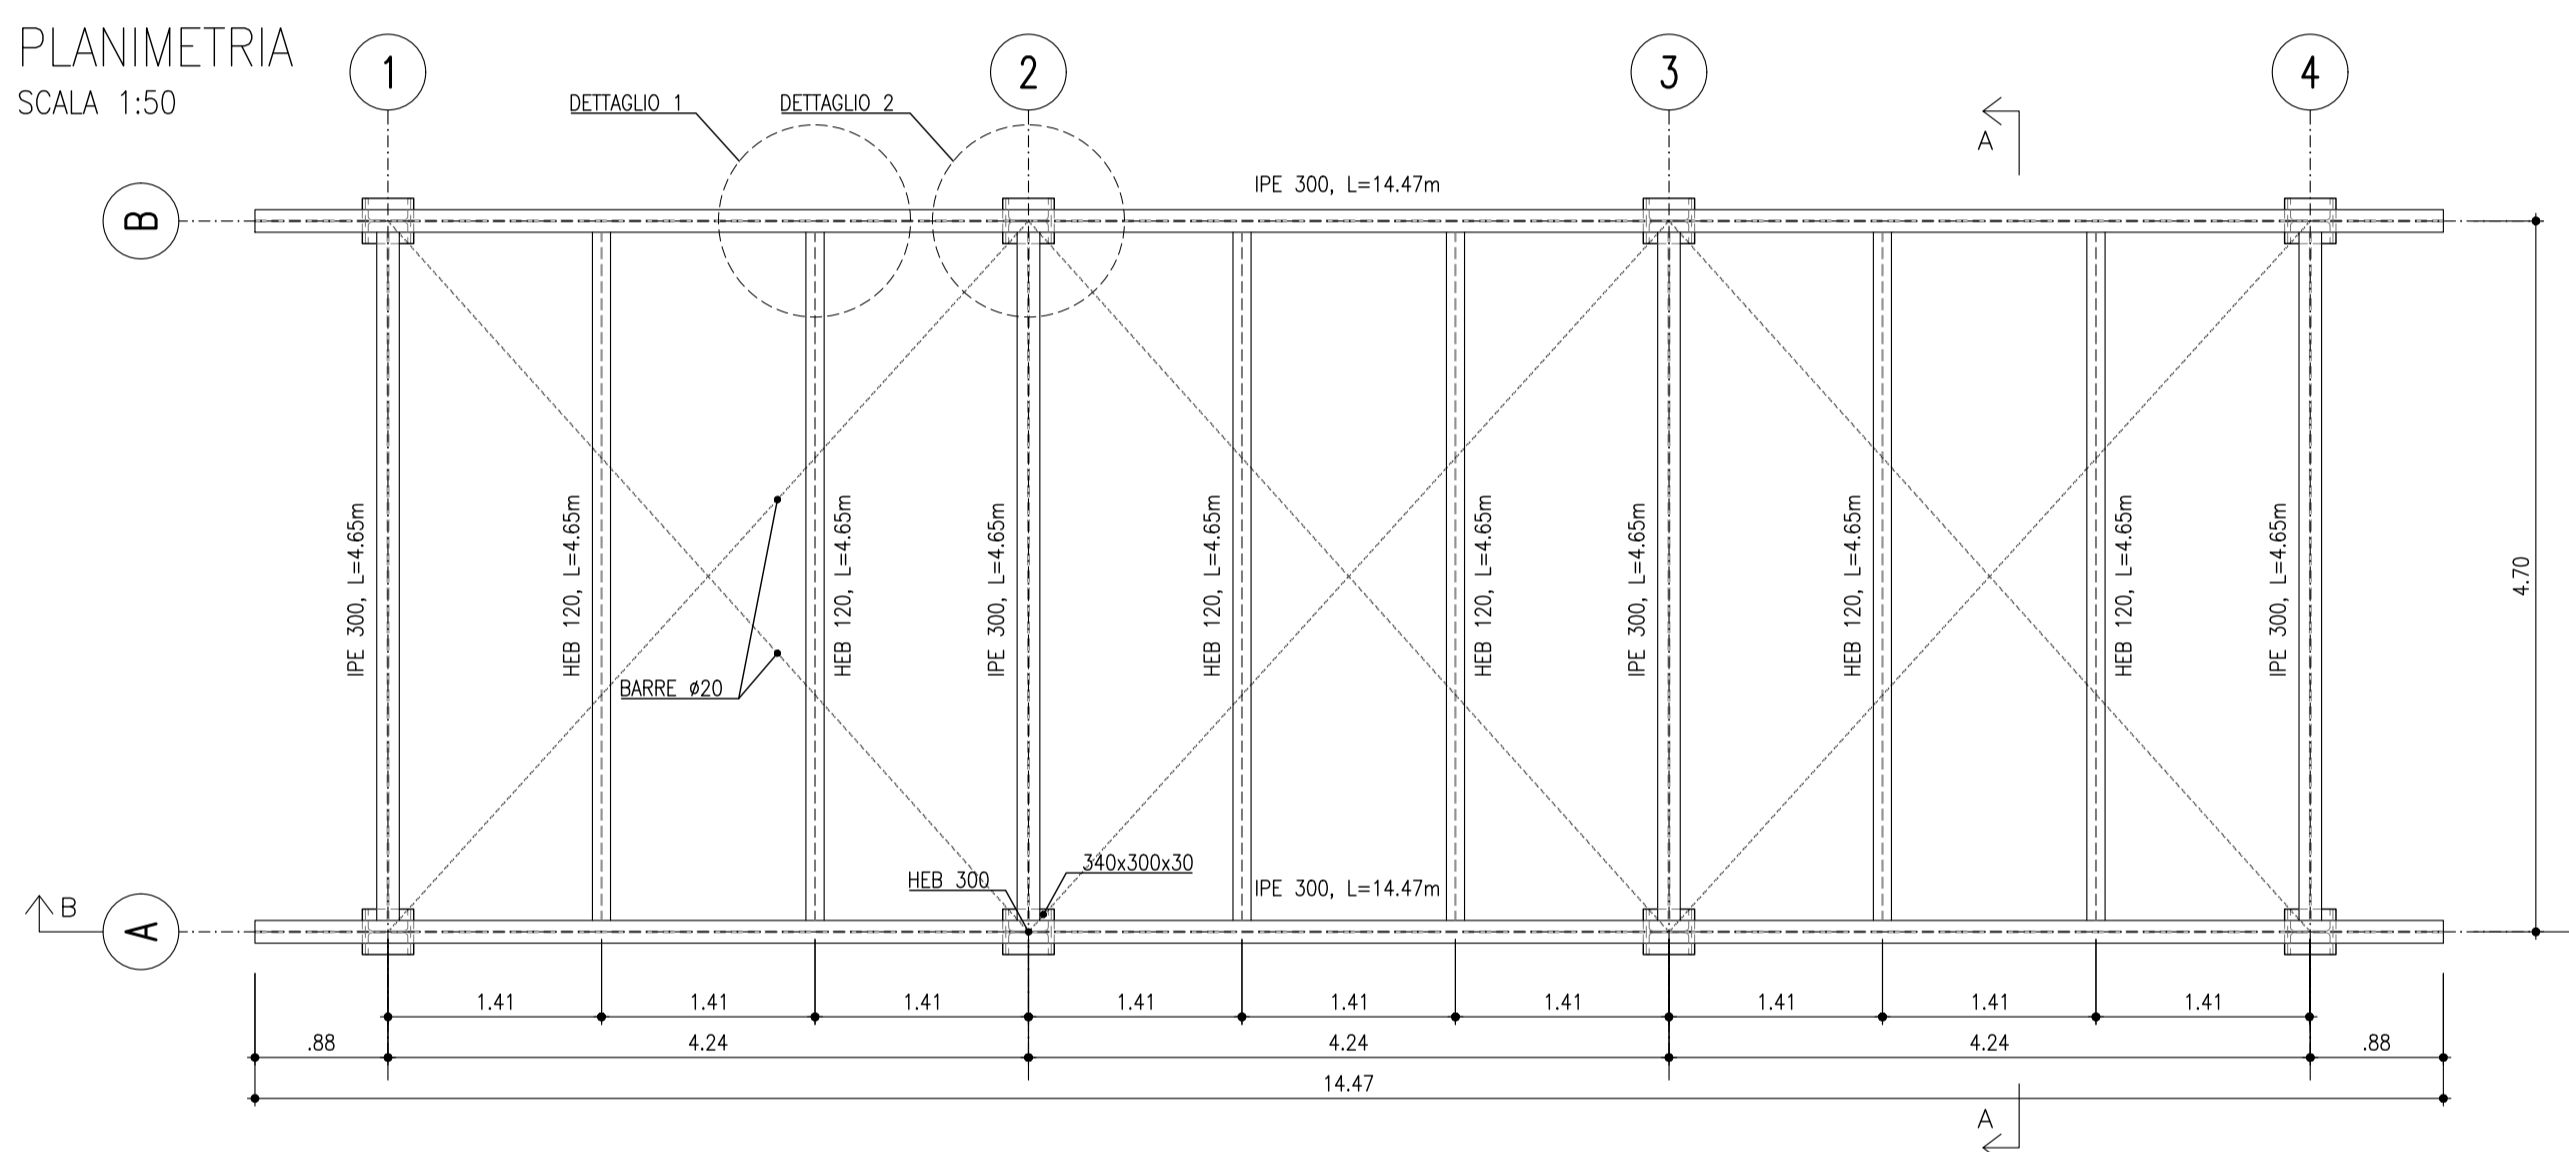 PLANIMETRIA
SCALA 1:50
1
2
3
4
DETTAGLIO 1
DETTAGLIO 2
A
IPE 300, L=14.47m
B
IPE 300, L=4.65m
HEB 120, L=4.65m
HEB 120, L=4.65m
IPE 300, L=4.65m
HEB 120, L=4.65m
HEB 120, L=4.65m
IPE 300, L=4.65m
HEB 120, L=4.65m
HEB 120, L=4.65m
IPE 300, L=4.65m
4.70
BARRE ø20
HEB 300
340x300x30
IPE 300, L=14.47m
B
A
1.41
1.41
1.41
1.41
1.41
1.41
1.41
1.41
1.41
.88
4.24
4.24
4.24
.88
14.47
A